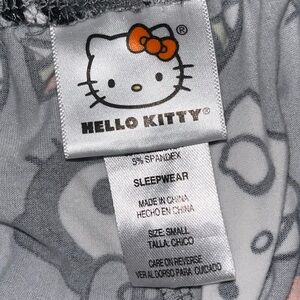 HELLO KITTY®
5% SPANDEX
SLEEPWEAR
MADE IN CHINA
HECHO EN CHINA
SIZE: SMALL
TALLA: CHICO
CARE ON REVERSE
VER AL DORSO PARA CUIDADO